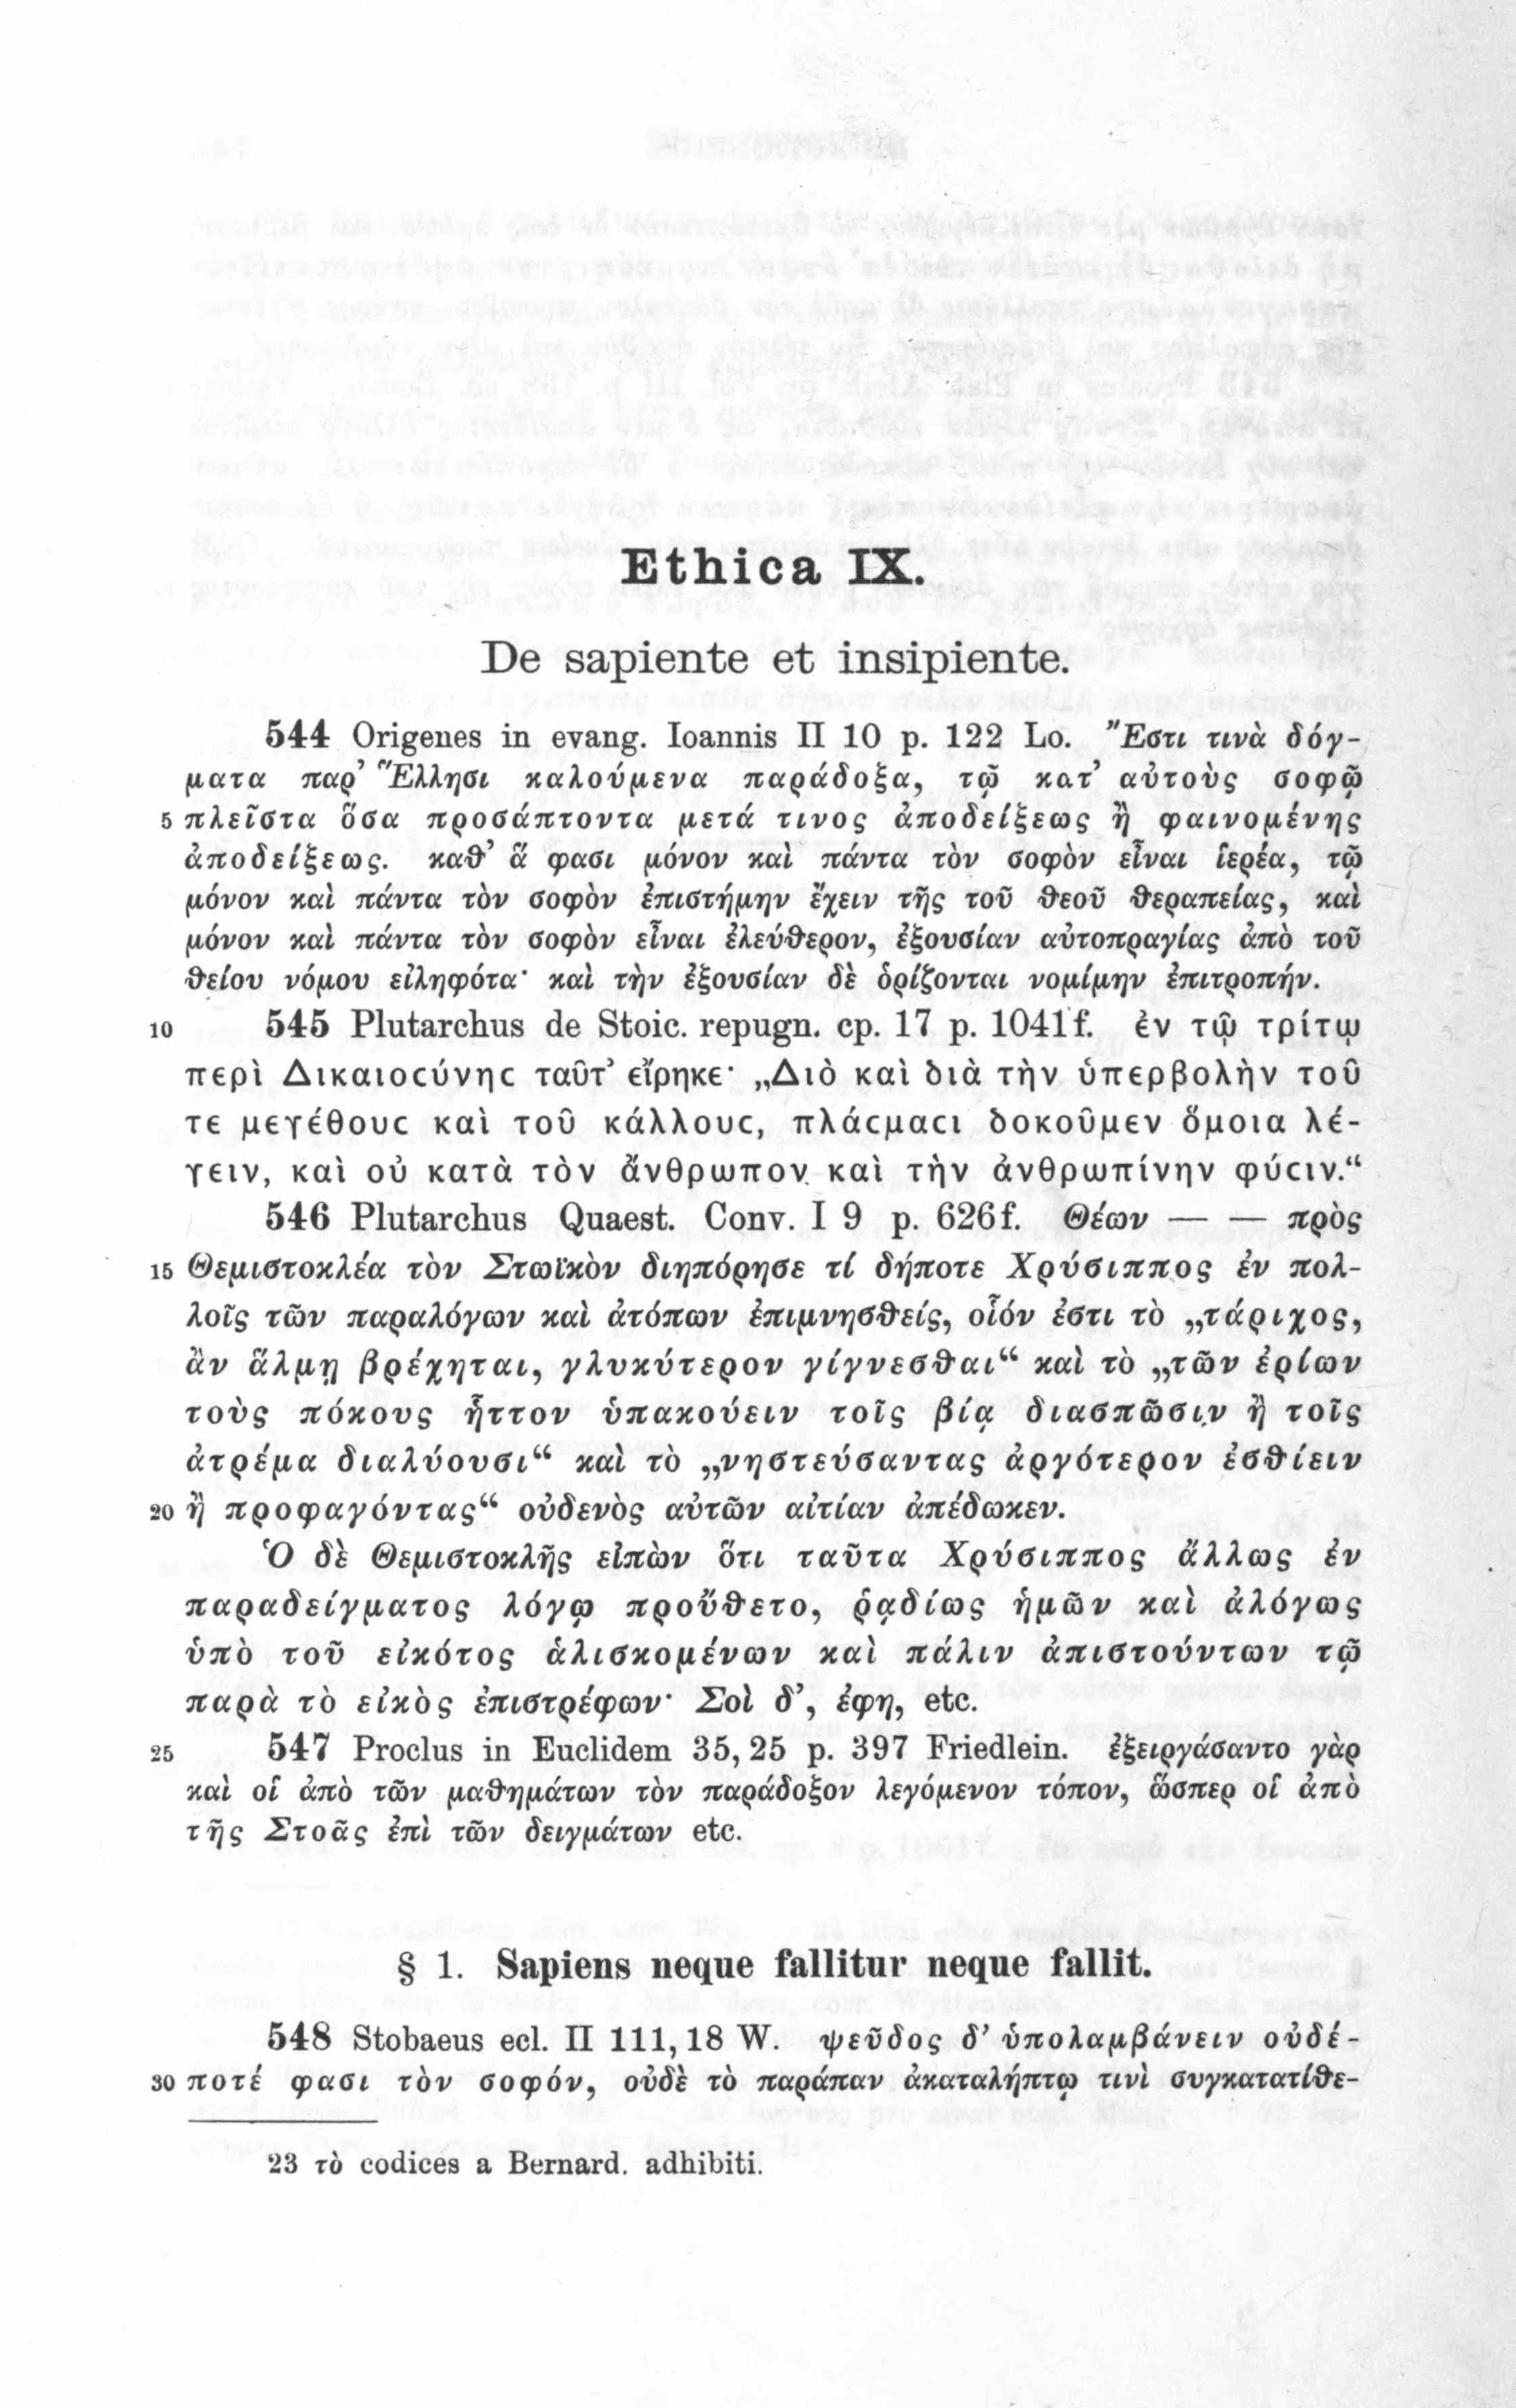 Ethica IX.
De sapiente et insipiente.
544 Origenes in evang. Ioannis II 10 p. 122 Lo. Ἔστι τινὰ δόγ-
ματα παρ’ Ἕλλησι καλούμενα παράδοξα, τῷ κατ’ αὐτοὺς σοφῷ
5 πλεῖστα ὅσα προσάπτοντα μετά τινος ἀποδείξεως ἢ φαινομένης
ἀποδείξεως. καθ’ ἅ φασι μόνον καὶ πάντα τὸν σοφὸν εἶναι ἱερέα, τῷ
μόνον καὶ πάντα τὸν σοφὸν ἐπιστήμην ἔχειν τῆς τοῦ θεοῦ θεραπείας, καὶ
μόνον καὶ πάντα τὸν σοφὸν εἶναι ἐλεύθερον, ἐξουσίαν αὐτοπραγίας ἀπὸ τοῦ
θείου νόμου εἰληφότα· καὶ τὴν ἐξουσίαν δὲ ὁρίζονται νομίμην ἐπιτροπήν.
10 545 Plutarchus de Stoic. repugn. cp. 17 p. 1041f. ἐν τῷ τρίτῳ
περὶ Δικαιοϲύνηϲ ταῦτ’ εἴρηκε· „Διὸ καὶ διὰ τὴν ὑπερβολὴν τοῦ
τε μεγέθουϲ καὶ τοῦ κάλλουϲ, πλάϲμαϲι δοκοῦμεν ὅμοια λέ-
γειν, καὶ οὐ κατὰ τὸν ἄνθρωπον καὶ τὴν ἀνθρωπίνην φύϲιν.“
546 Plutarchus Quaest. Conv. I 9 p. 626f. Θέων — — πρὸς
15 Θεμιστοκλέα τὸν Στωϊκὸν διηπόρησε τί δήποτε Χρύσιππος ἐν πολ-
λοῖς τῶν παραλόγων καὶ ἀτόπων ἐπιμνησθείς, οἷόν ἐστι τὸ „τάριχος,
ἂν ἅλμῃ βρέχηται, γλυκύτερον γίγνεσθαι“ καὶ τὸ „τῶν ἐρίων
τοὺς πόκους ἧττον ὑπακούειν τοῖς βίᾳ διασπῶσιν ἢ τοῖς
ἀτρέμα διαλύουσι“ καὶ τὸ „νηστεύσαντας ἀργότερον ἐσθίειν
20 ἢ προφαγόντας“ οὐδενὸς αὐτῶν αἰτίαν ἀπέδωκεν.
Ὁ δὲ Θεμιστοκλῆς εἰπὼν ὅτι ταῦτα Χρύσιππος ἄλλως ἐν
παραδείγματος λόγῳ προὔθετο, ῥᾳδίως ἡμῶν καὶ ἀλόγως
ὑπὸ τοῦ εἰκότος ἁλισκομένων καὶ πάλιν ἀπιστούντων τῷ
παρὰ τὸ εἰκὸς ἐπιστρέφων· Σοὶ δ’, ἔφη, etc.
25 547 Proclus in Euclidem 35, 25 p. 397 Friedlein. ἐξειργάσαντο γὰρ
καὶ οἱ ἀπὸ τῶν μαθημάτων τὸν παράδοξον λεγόμενον τόπον, ὥσπερ οἱ ἀπὸ
τῆς Στοᾶς ἐπὶ τῶν δειγμάτων etc.
§ 1. Sapiens neque fallitur neque fallit.
548 Stobaeus ecl. II 111, 18 W. ψεῦδος δ’ ὑπολαμβάνειν οὐδέ-
30 ποτέ φασι τὸν σοφόν, οὐδὲ τὸ παράπαν ἀκαταλήπτῳ τινὶ συγκατατίθε-
23 τὸ codices a Bernard. adhibiti.